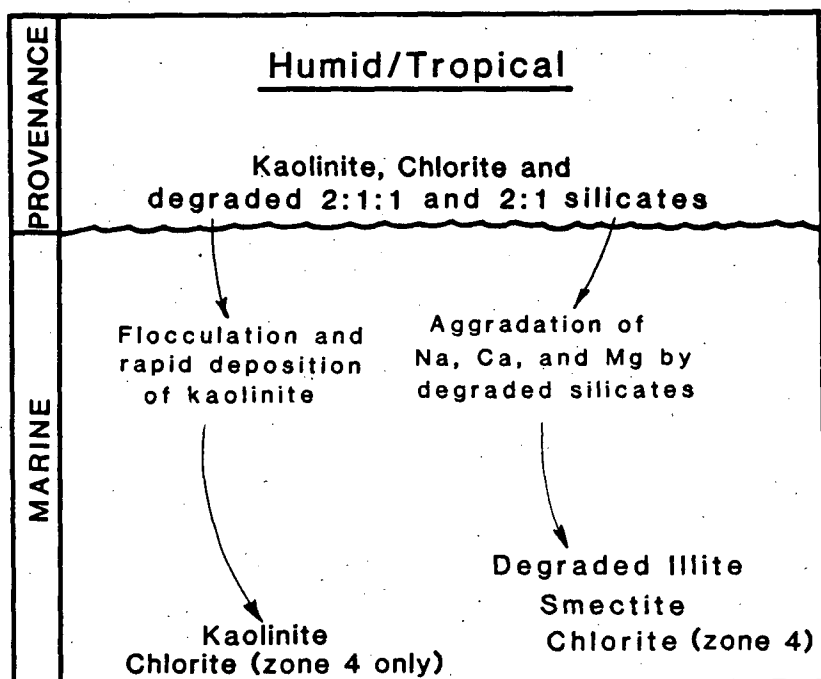 PROVENANCE
Humid/Tropical
Kaolinite, Chlorite and
degraded 2:1:1 and 2:1 silicates
MARINE
Flocculation and
rapid deposition
of kaolinite
Aggradation of
Na, Ca, and Mg by
degraded silicates
Kaolinite
Chlorite (zone 4 only)
Degraded Illite
Smectite
Chlorite (zone 4)